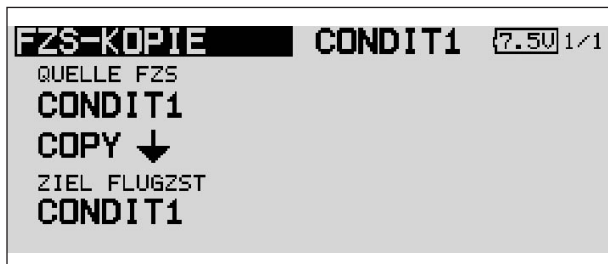 FZS-KOPIE CONDIT1 7.5V 1/1
QUELLE FZS
CONDIT1
COPY ↓
ZIEL FLUGZST
CONDIT1